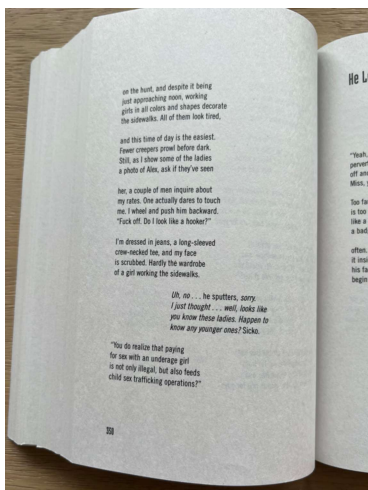 on the hunt, and despite it being
just approaching noon, working
girls in all colors and shapes decorate
the sidewalks. All of them look tired,
and this time of day is the easiest.
Fewer creepers prowl before dark.
Still, as I show some of the ladies
a photo of Alex, ask if they've seen
her, a couple of men inquire about
my rates. One actually dares to touch
me. I wheel and push him backward.
"Fuck off. Do I look like a hooker?"
I'm dressed in jeans, a long-sleeved
crew-necked tee, and my face
is scrubbed. Hardly the wardrobe
of a girl working the sidewalks.
Uh, no . . . he sputters, sorry.
I just thought . . . well, looks like
you know these ladies. Happen to
know any younger ones? Sicko.
"You do realize that paying
for sex with an underage girl
is not only illegal, but also feeds
child sex trafficking operations?"
350
He
"Yeah,
perver
off an
Miss,
Too fa
is too
like a
a bad
often.
it insi
his fa
begin